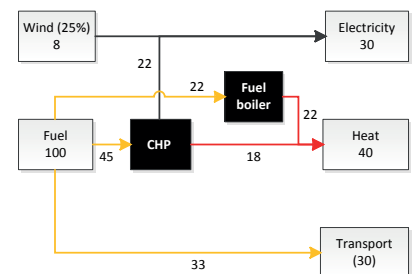 Wind (25%)
8
Electricity
30
22
22
Fuel
boiler
22
Fuel
100
45
CHP
18
Heat
40
33
Transport
(30)